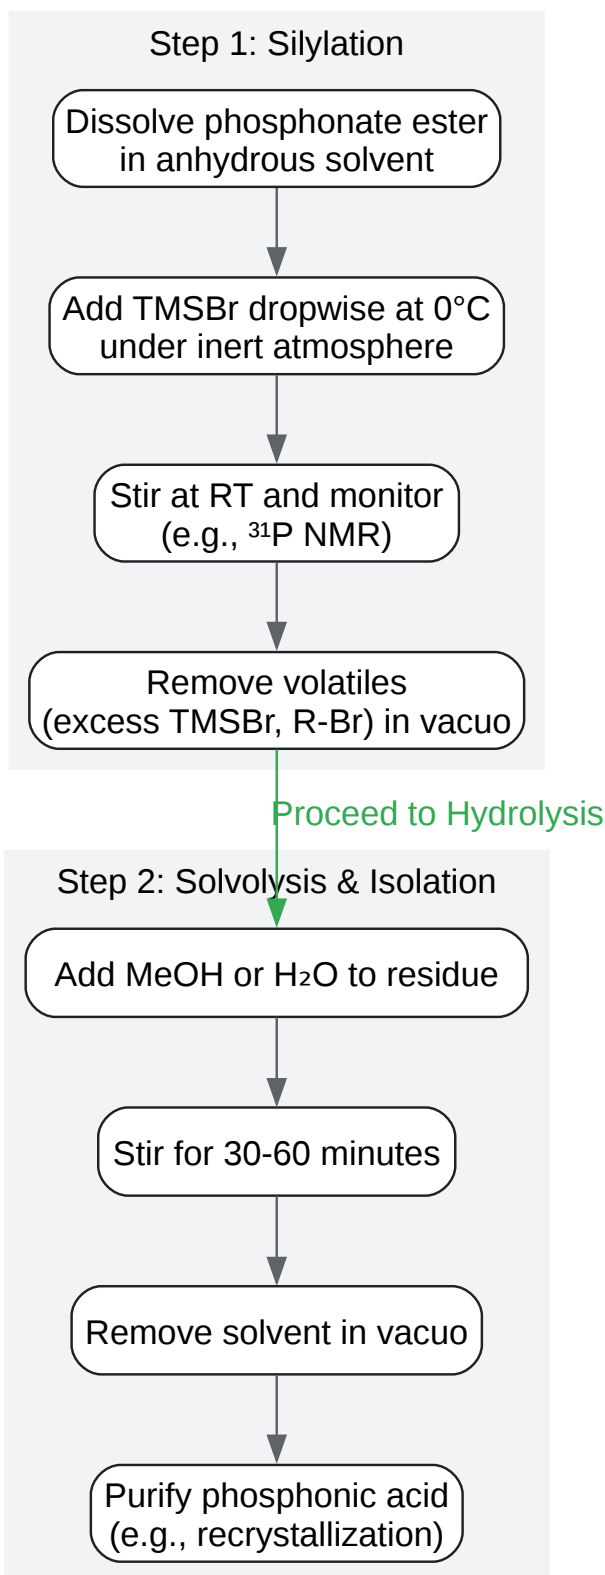 Step 1: Silylation
Dissolve phosphonate ester
in anhydrous solvent
Add TMSBr dropwise at 0°C
under inert atmosphere
Stir at RT and monitor
(e.g., ³¹P NMR)
Remove volatiles
(excess TMSBr, R-Br) in vacuo
Proceed to Hydrolysis
Step 2: Solvolysis & Isolation
Add MeOH or H₂O to residue
Stir for 30-60 minutes
Remove solvent in vacuo
Purify phosphonic acid
(e.g., recrystallization)